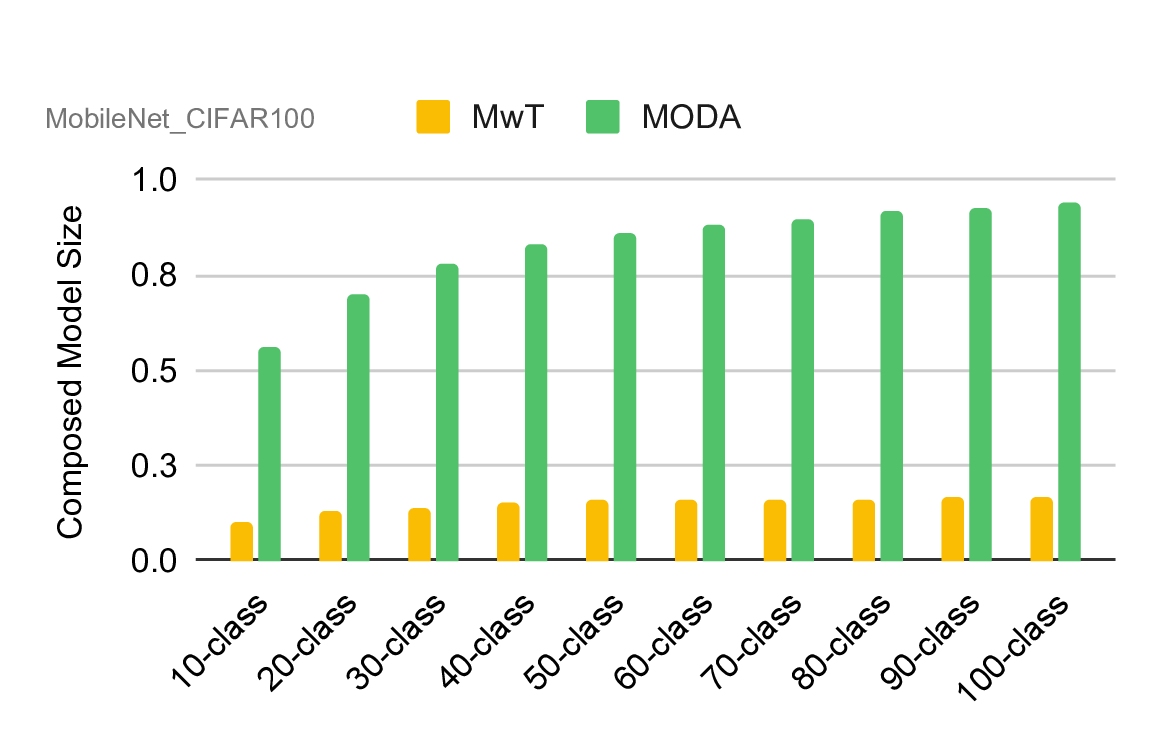 MobileNet_CIFAR100
MwT
MODA
Composed Model Size
1.0
0.8
0.5
0.3
0.0
10-class
20-class
30-class
40-class
50-class
60-class
70-class
80-class
90-class
100-class